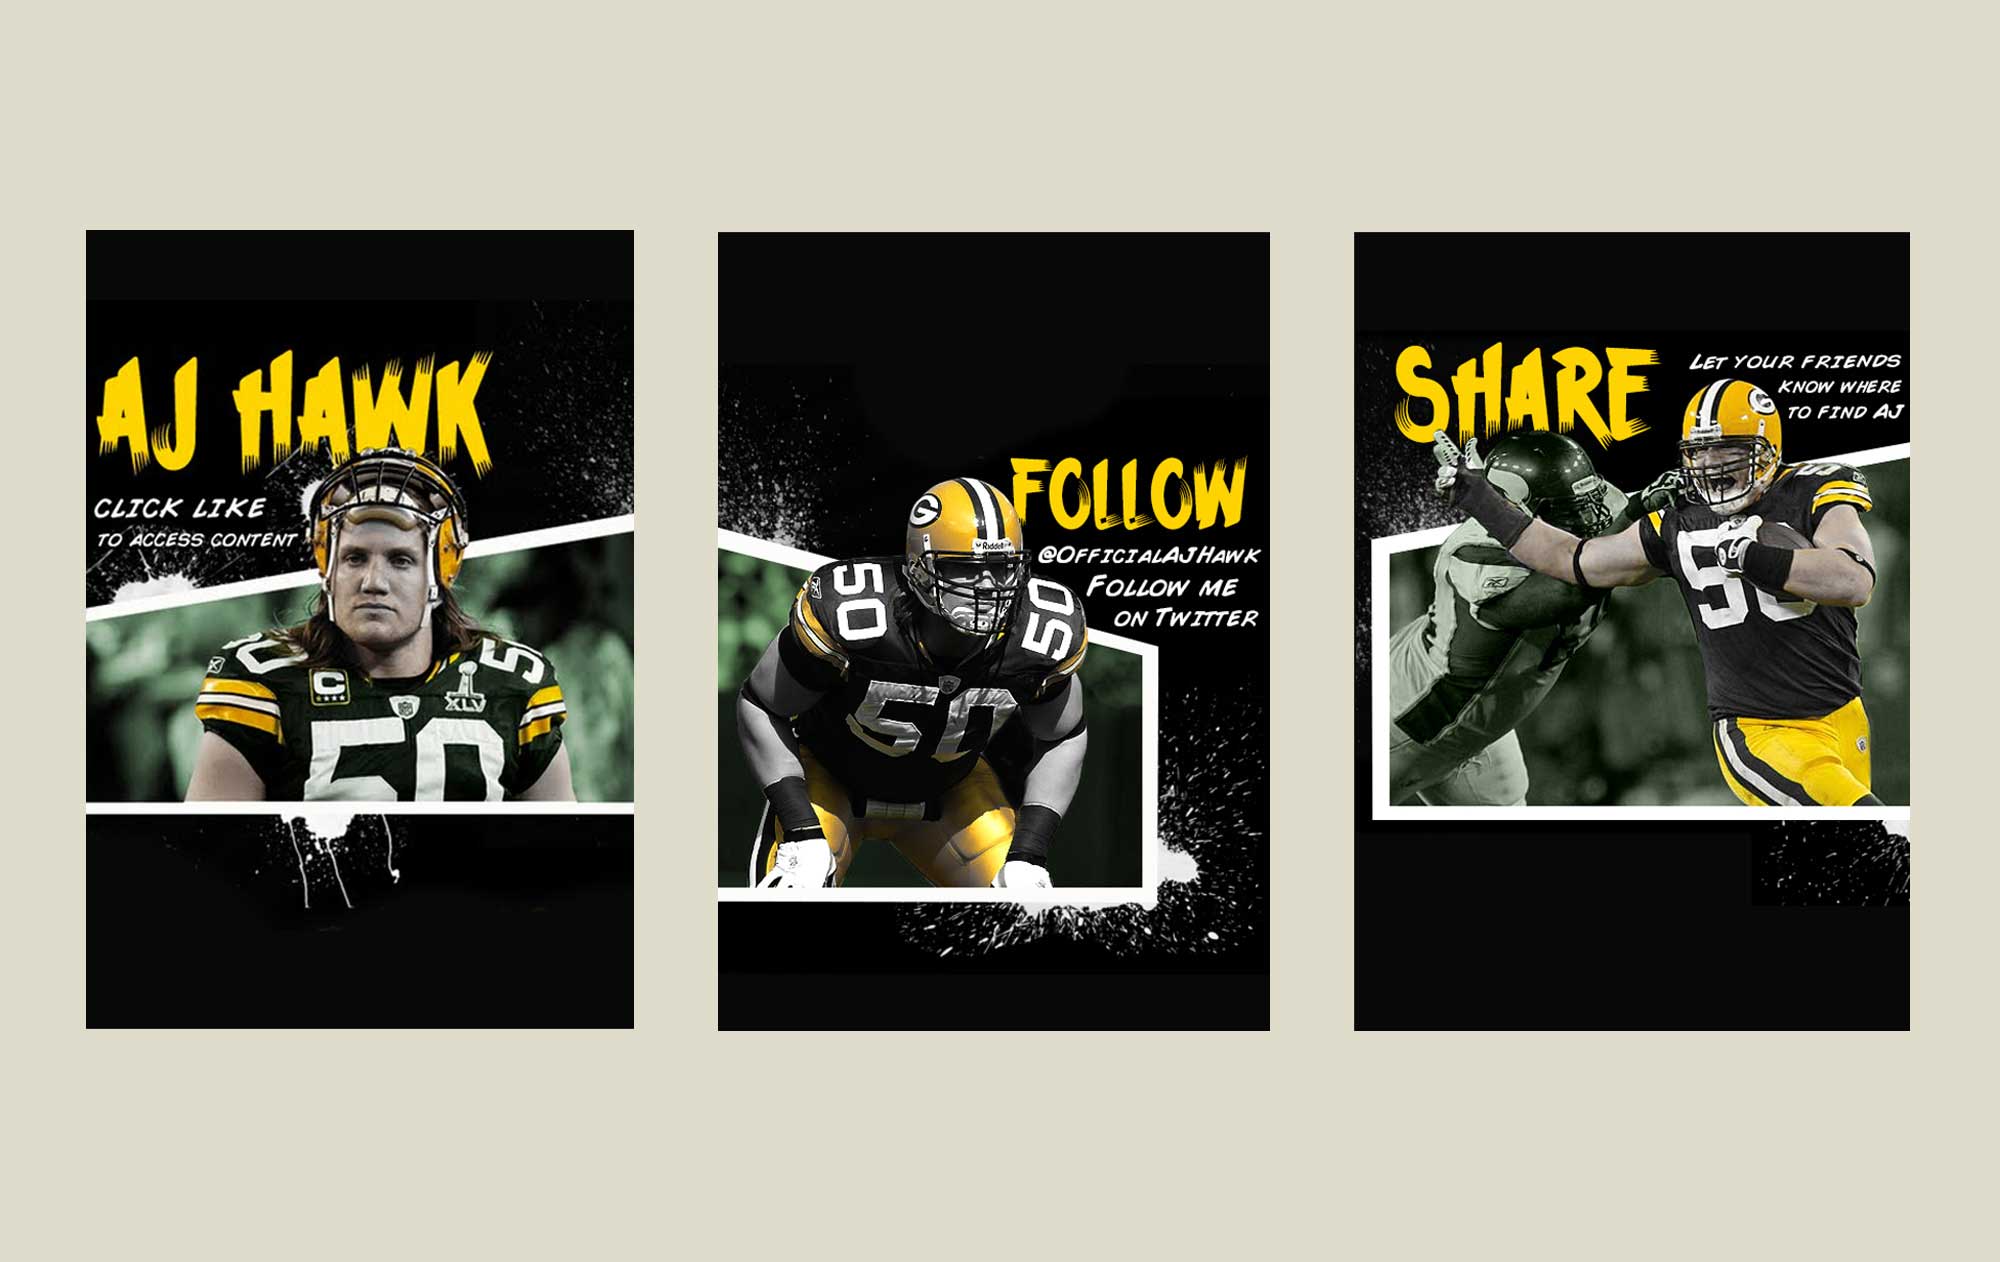 AJ HAWK
CLICK LIKE
TO ACCESS CONTENT
50
50
C
XLV
50
FOLLOW
@OFFICIALAJHAWK
FOLLOW ME
ON TWITTER
G
Riddell
50
50
50
SHARE
LET YOUR FRIENDS
KNOW WHERE
TO FIND AJ
G